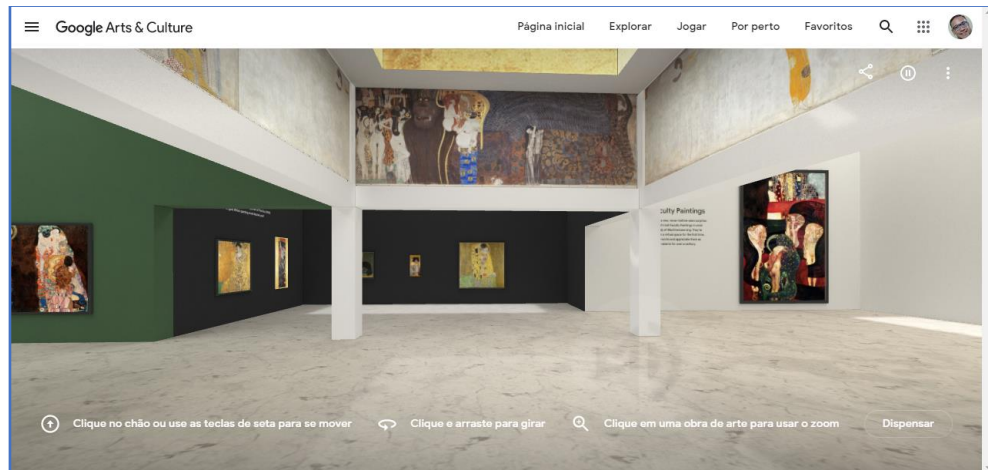 Google Arts & Culture
Página inicial
Explorar
Jogar
Por perto
Favoritos
culty Paintings
Clique no chão ou use as teclas de seta para se mover
Clique e arraste para girar
Clique em uma obra de arte para usar o zoom
Dispensar